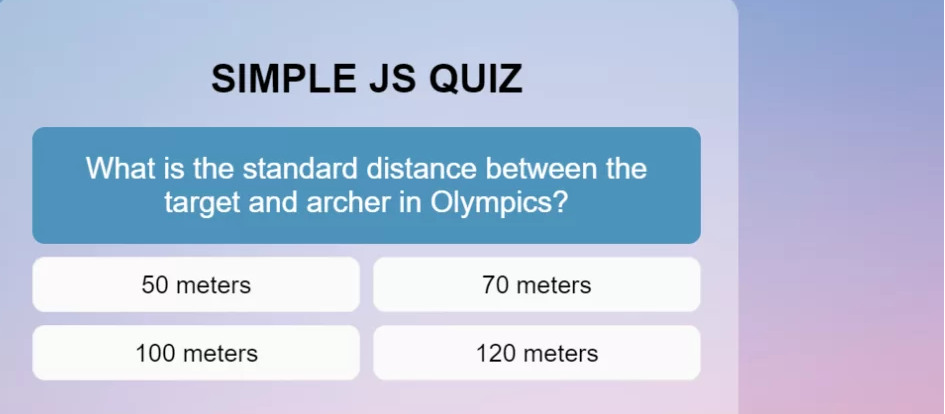 SIMPLE JS QUIZ
What is the standard distance between the
target and archer in Olympics?
50 meters
70 meters
100 meters
120 meters